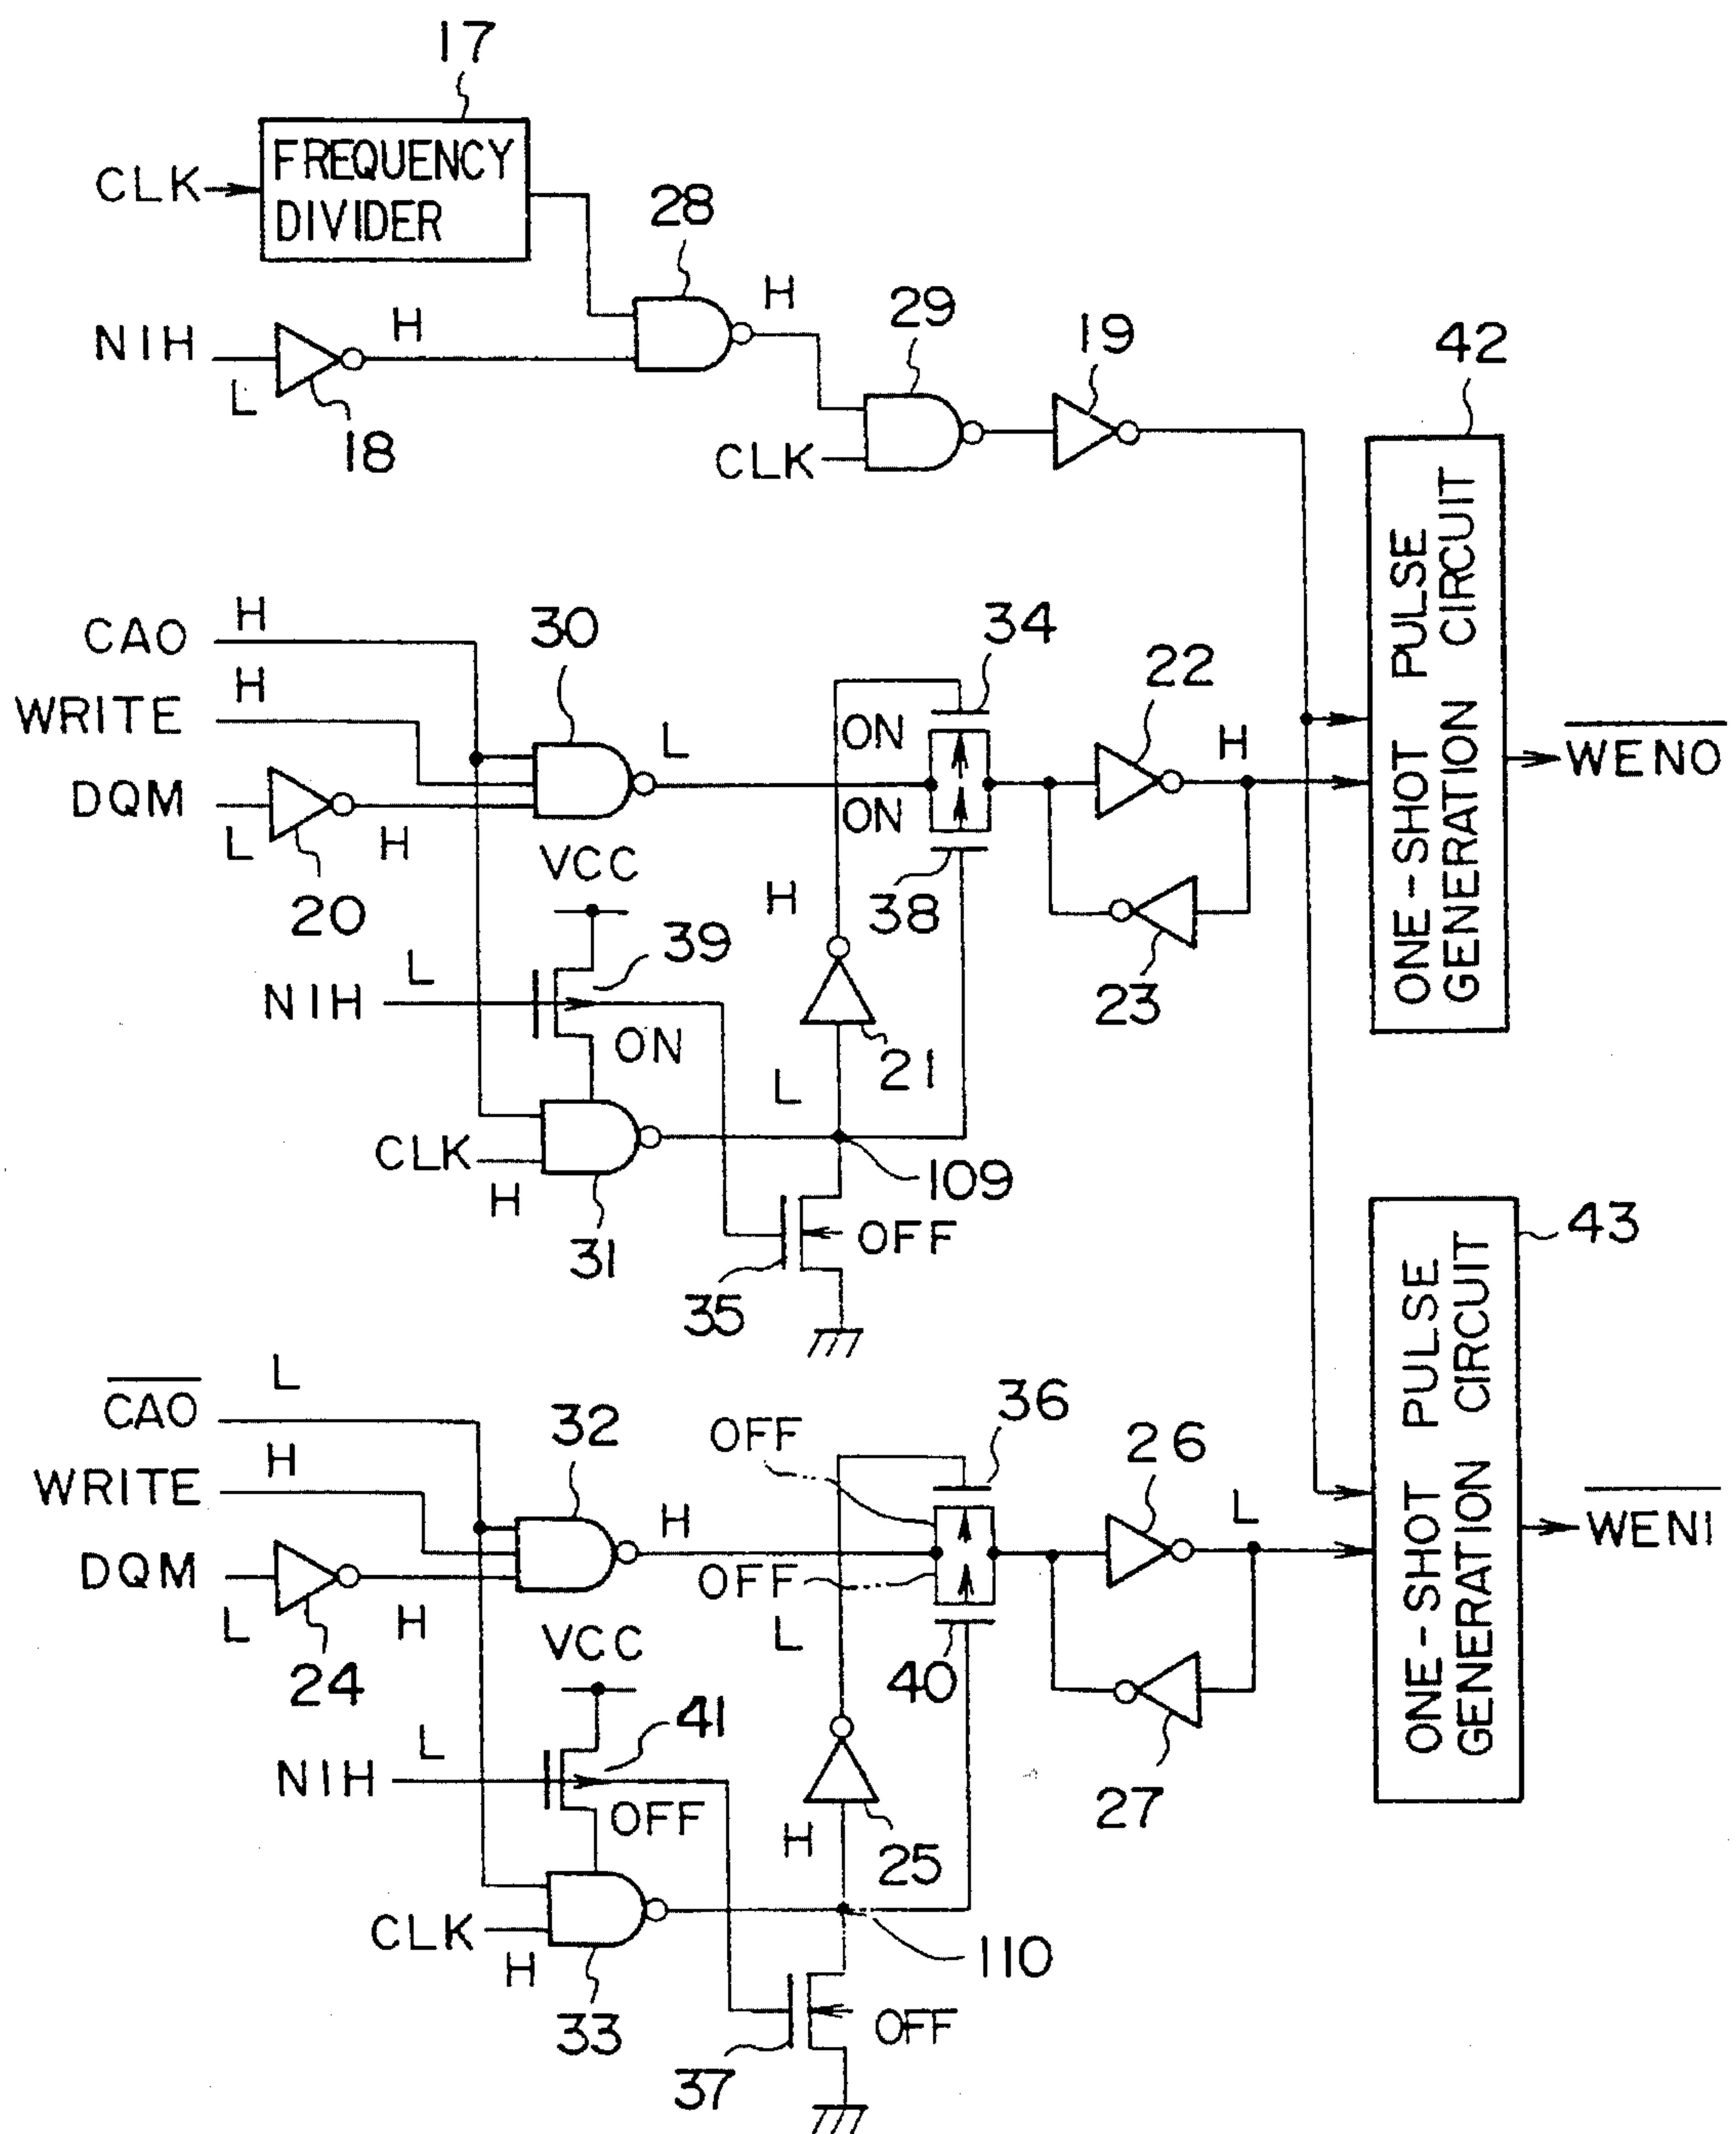 17
FREQUENCY
DIVIDER
CLK
28
H
29
19
NIH
H
L
18
CLK
42
ONE-SHOT PULSE
GENERATION CIRCUIT
CAO
H
WRITE
H
DQM
L
H
20
30
L
34
ON
ON
38
22
H
23
WENO
VCC
39
NIH
L
ON
H
21
L
CLK
H
31
109
OFF
35
43
ONE-SHOT PULSE
GENERATION CIRCUIT
CAO
L
WRITE
H
DQM
L
H
24
32
H
OFF
36
OFF
L
40
26
L
27
WENI
VCC
41
NIH
L
OFF
H
25
CLK
H
33
110
OFF
37